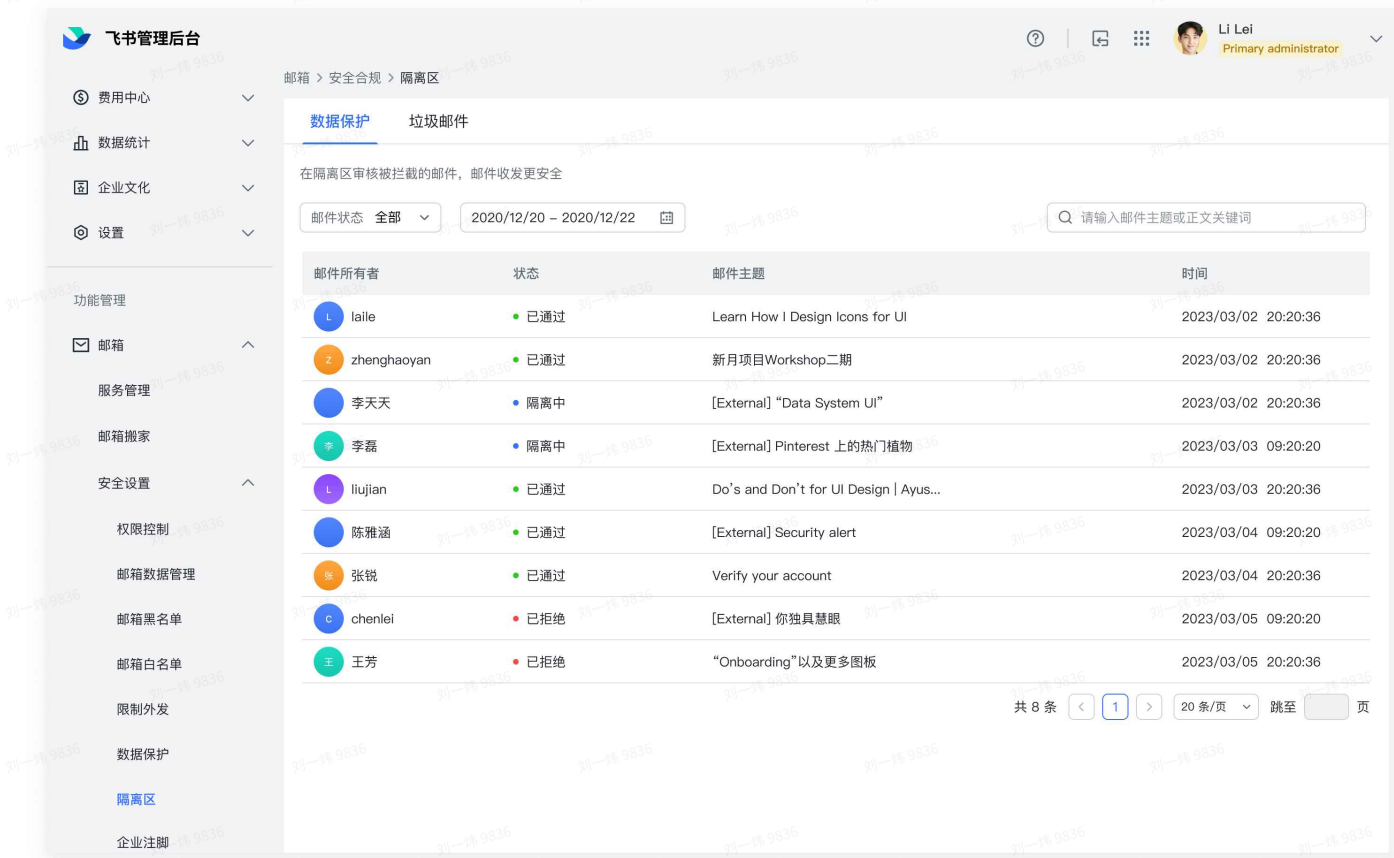 飞书管理后台
Li Lei
Primary administrator
费用中心
数据统计
企业文化
设置
功能管理
邮箱
服务管理
邮箱搬家
安全设置
权限控制
邮箱数据管理
邮箱黑名单
邮箱白名单
限制外发
数据保护
隔离区
企业注脚
邮箱 > 安全合规 > 隔离区
数据保护 垃圾邮件
在隔离区审核被拦截的邮件，邮件收发更安全
邮件状态 全部 2020/12/20 – 2020/12/22 请输入邮件主题或正文关键词
邮件所有者 状态 邮件主题 时间
L laile 已通过 Learn How I Design Icons for UI 2023/03/02 20:20:36
Z zhenghaoyan 已通过 新月项目Workshop二期 2023/03/02 20:20:36
李天天 隔离中 [External] “Data System UI” 2023/03/02 20:20:36
李 李磊 隔离中 [External] Pinterest 上的热门植物 2023/03/03 09:20:20
L liujian 已通过 Do’s and Don’t for UI Design | Ayus... 2023/03/03 20:20:36
陈雅涵 已通过 [External] Security alert 2023/03/04 09:20:20
张 张锐 已通过 Verify your account 2023/03/04 20:20:36
C chenlei 已拒绝 [External] 你独具慧眼 2023/03/05 09:20:20
王 王芳 已拒绝 “Onboarding”以及更多图板 2023/03/05 20:20:36
共 8 条 < 1 > 20 条/页 跳至 页
刘一炜 9836